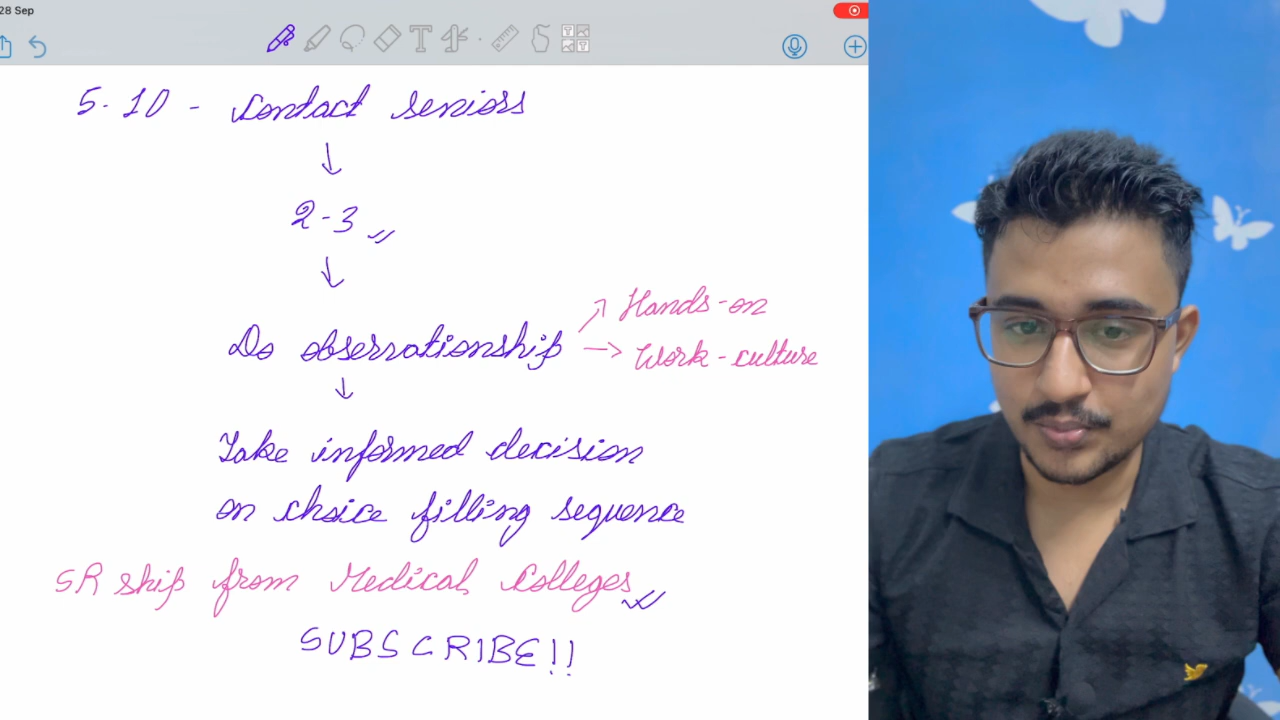 28 Sep
5-10 - Contact seniors
↓
2-3
↓
Do observationship → Hands-on
→ Work-culture
↓
Take informed decision
on choice filling sequence
SR ship from Medical Colleges
SUBSCRIBE!!